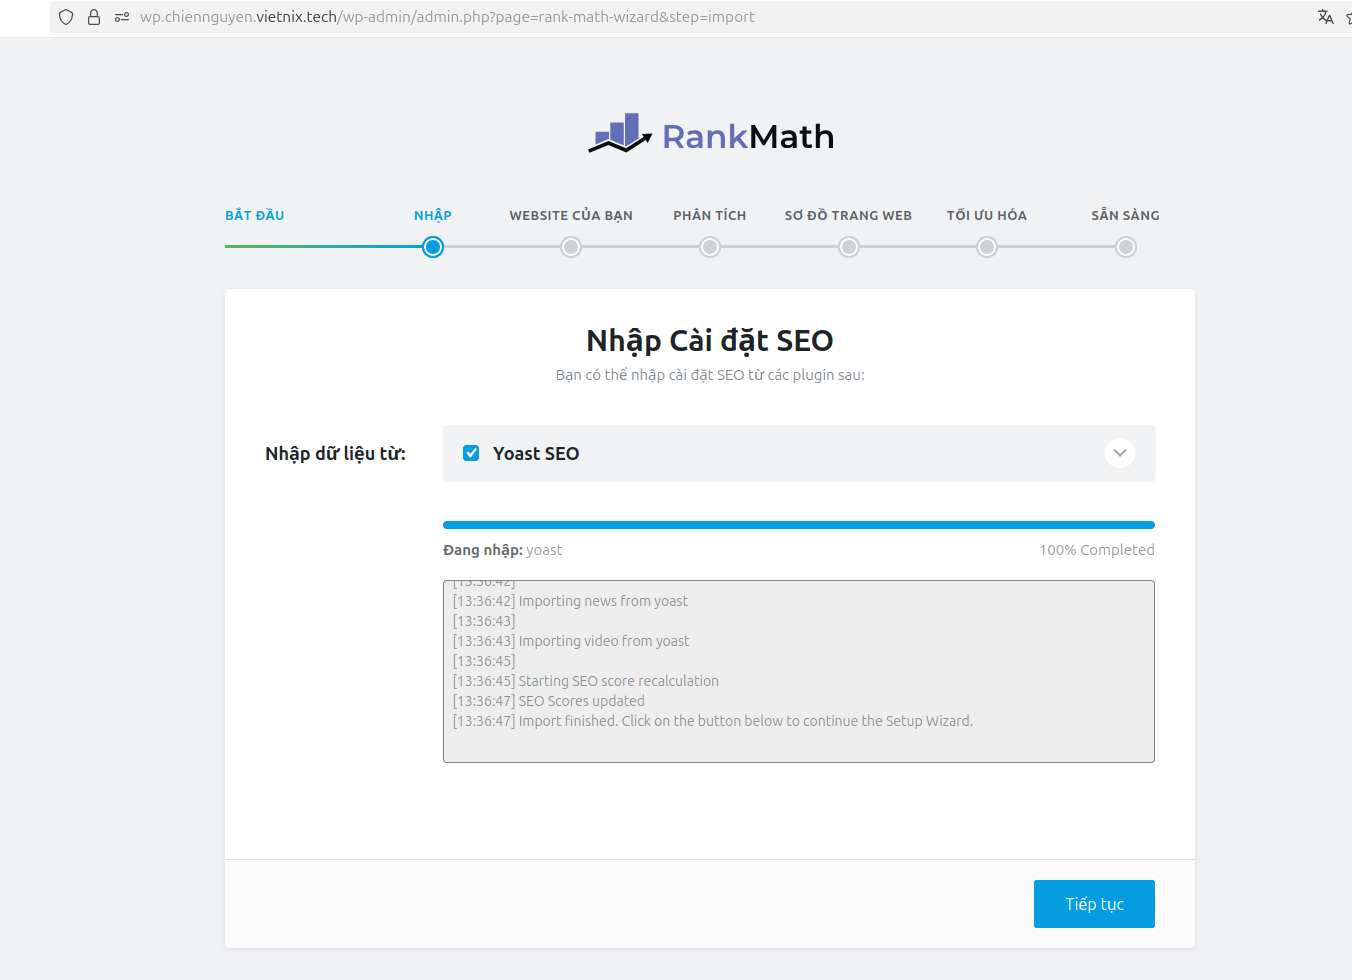 wp.chiennguyen.vietnix.tech/wp-admin/admin.php?page=rank-math-wizard&step=import
RankMath
BẮT ĐẦU NHẬP WEBSITE CỦA BẠN PHÂN TÍCH SƠ ĐỒ TRANG WEB TỐI ƯU HÓA SẴN SÀNG
Nhập Cài đặt SEO
Bạn có thể nhập cài đặt SEO từ các plugin sau:
Nhập dữ liệu từ: Yoast SEO
Đang nhập: yoast 100% Completed
[13:36:42]
[13:36:42] Importing news from yoast
[13:36:43]
[13:36:43] Importing video from yoast
[13:36:45]
[13:36:45] Starting SEO score recalculation
[13:36:47] SEO Scores updated
[13:36:47] Import finished. Click on the button below to continue the Setup Wizard.
Tiếp tục